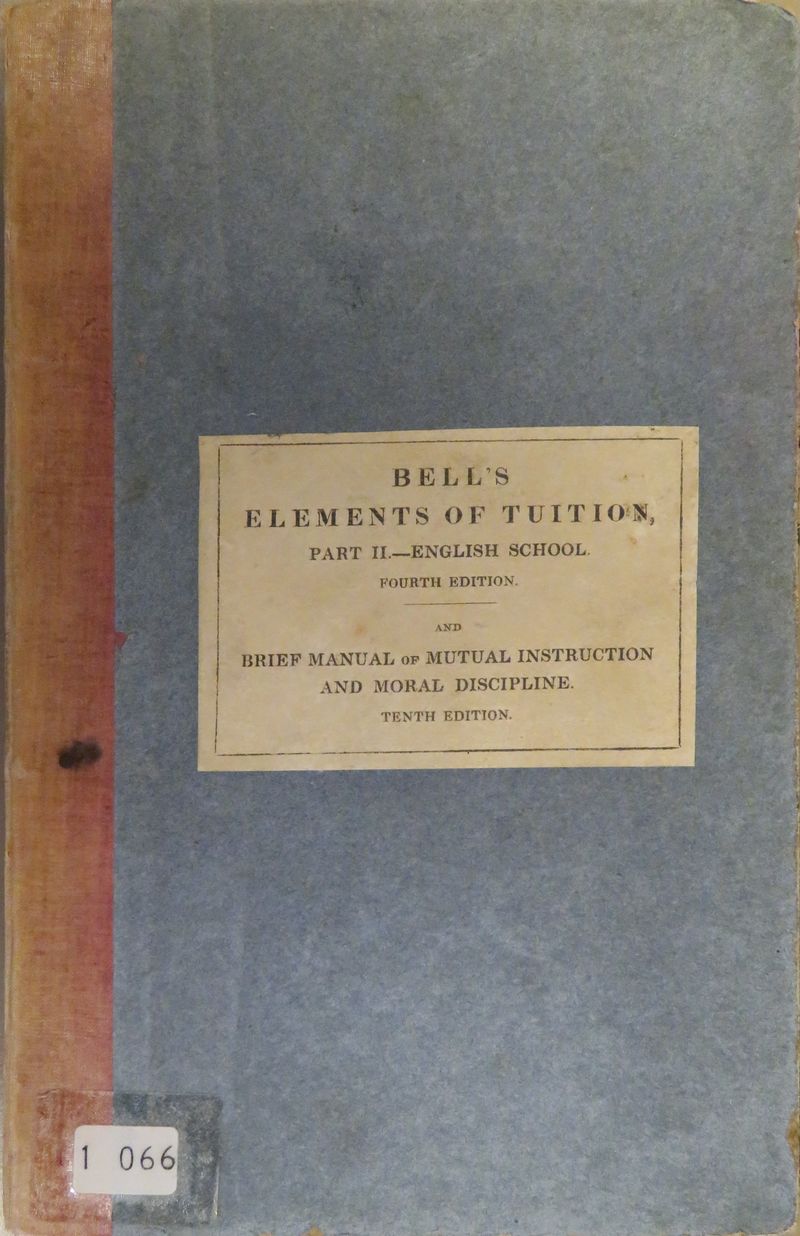 BELL'S
ELEMENTS OF TUITION,
PART II.—ENGLISH SCHOOL.
FOURTH EDITION.
AND
BRIEF MANUAL OF MUTUAL INSTRUCTION
AND MORAL DISCIPLINE.
TENTH EDITION.
1 066